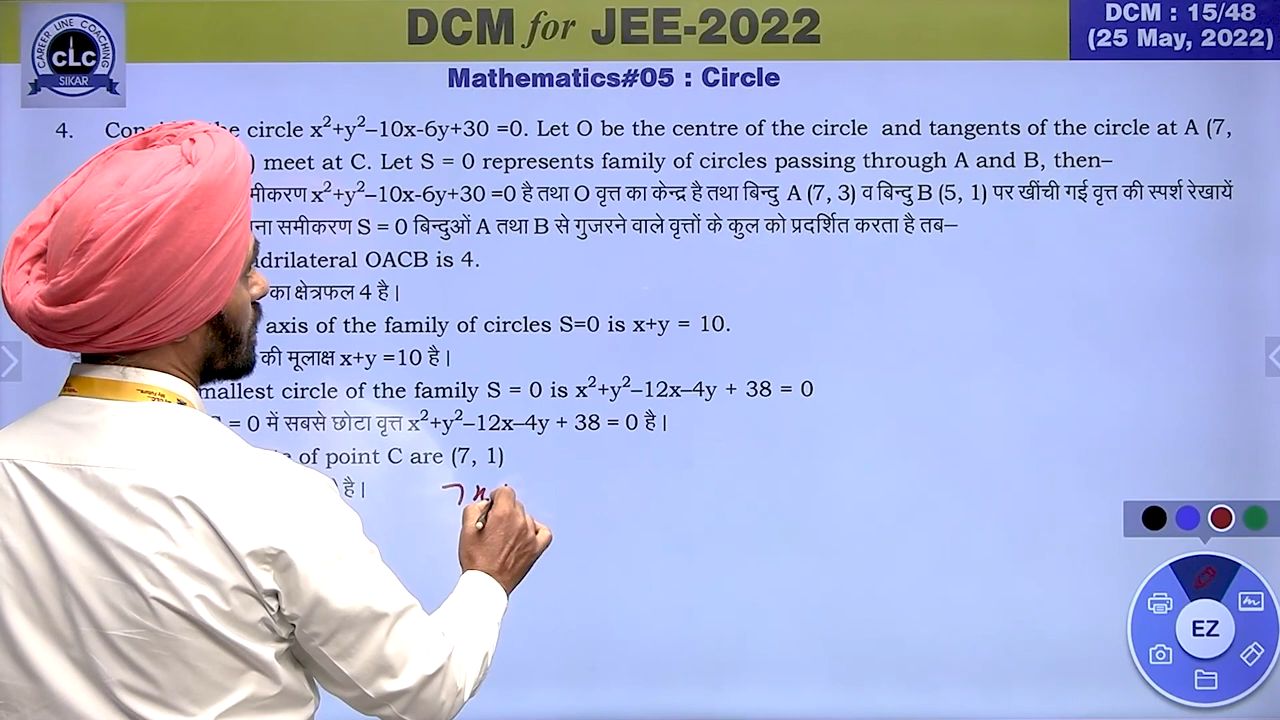 DCM for JEE-2022
DCM : 15/48
(25 May, 2022)
CAREER LINE COACHING
CLC
SIKAR
Mathematics#05 : Circle
4. circle x²+y²–10x-6y+30 =0. Let O be the centre of the circle and tangents of the circle at A (7,
) meet at C. Let S = 0 represents family of circles passing through A and B, then–
x²+y²–10x-6y+30 =0 है तथा O वृत्त का केन्द्र है तथा बिन्दु A (7, 3) व बिन्दु B (5, 1) पर खींची गई वृत्त की स्पर्श रेखायें
समीकरण S = 0 बिन्दुओं A तथा B से गुजरने वाले वृत्तों के कुल को प्रदर्शित करता है तब–
OACB is 4.
का क्षेत्रफल 4 है।
axis of the family of circles S=0 is x+y = 10.
की मूलाक्ष x+y =10 है।
circle of the family S = 0 is x²+y²–12x–4y + 38 = 0
= 0 में सबसे छोटा वृत्त x²+y²–12x–4y + 38 = 0 है।
of point C are (7, 1)
है।
7x
EZ